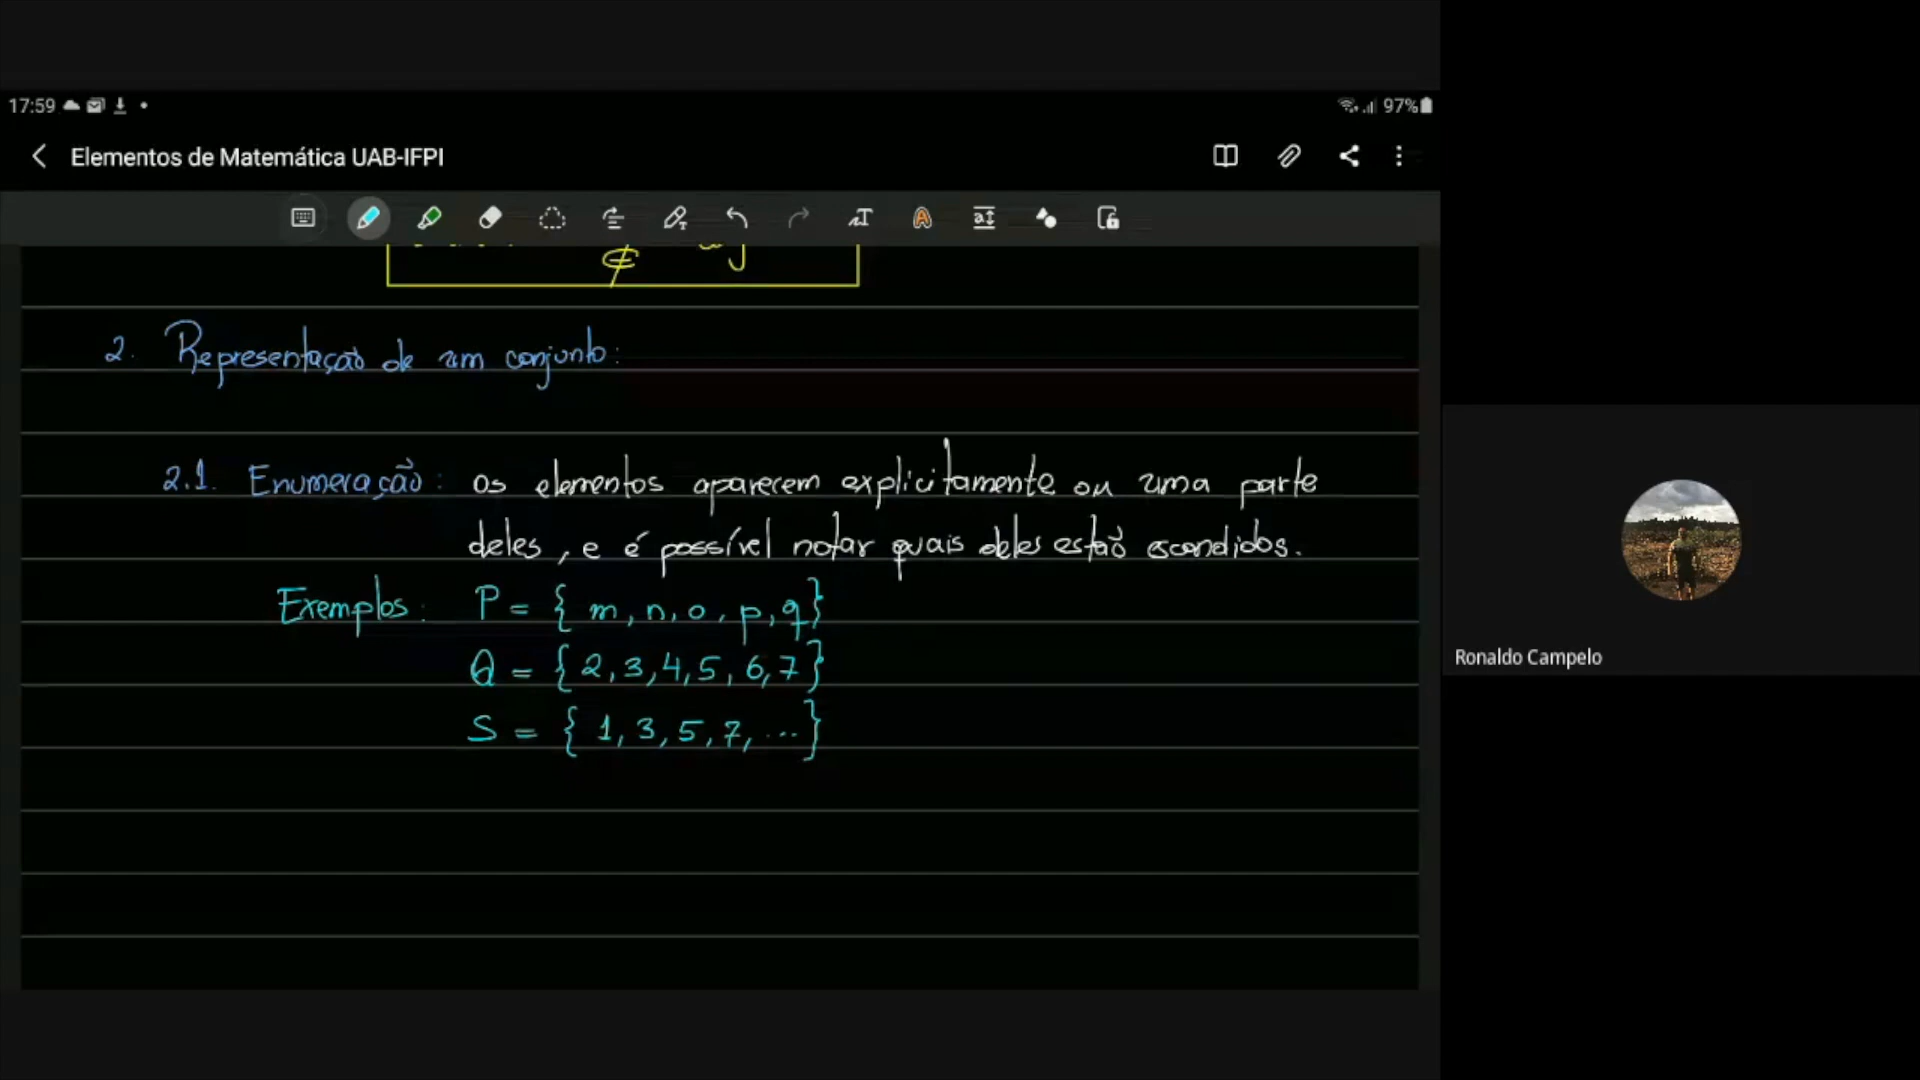 17:59
97%
Elementos de Matemática UAB-IFPI
∉
2. Representação de um conjunto:
2.1. Enumeração: os elementos aparecem explicitamente ou uma parte
deles, e é possível notar quais deles estão escondidos.
Exemplos: P = { m, n, o, p, q}
Q = { 2, 3, 4, 5, 6, 7 }
S = { 1, 3, 5, 7, ... }
Ronaldo Campelo